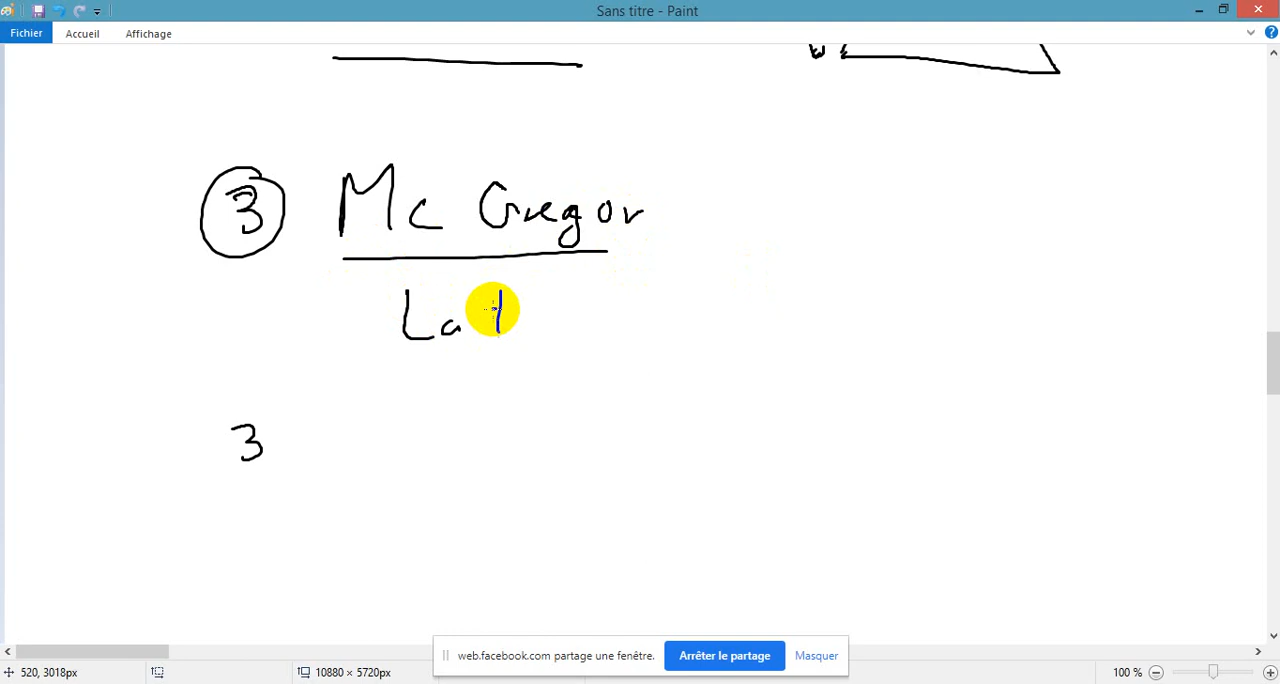 Sans titre - Paint
Fichier Accueil Affichage
3 Mc Gregor
La
3
web.facebook.com partage une fenêtre. Arrêter le partage Masquer
520, 3018px 10880 × 5720px 100 %